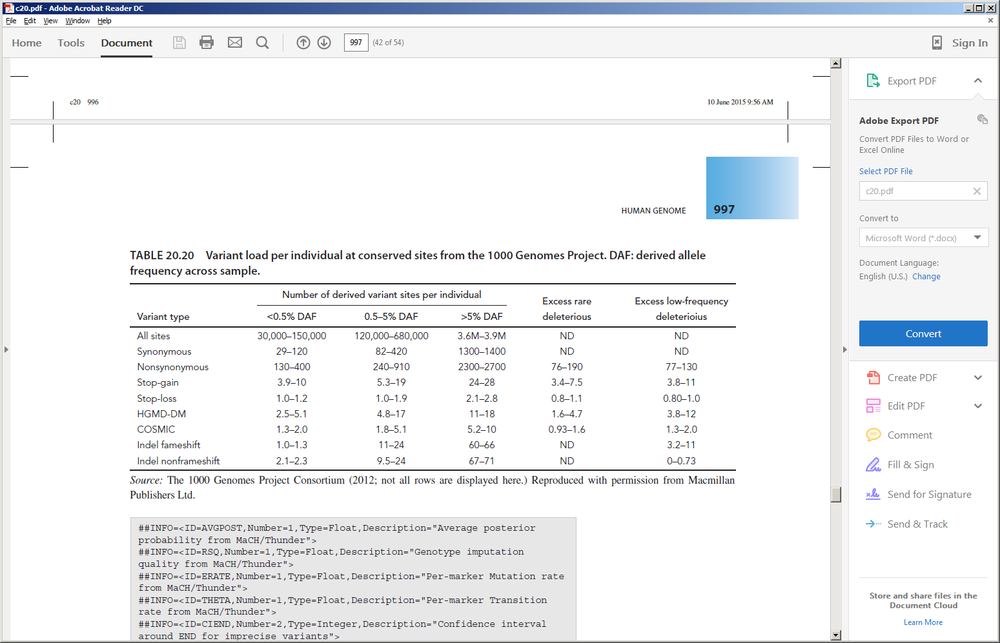 c20.pdf - Adobe Acrobat Reader DC
File Edit View Window Help
Home Tools Document 997 (42 of 54) Sign In
c20 996 10 June 2015 9:56 AM
HUMAN GENOME 997
TABLE 20.20 Variant load per individual at conserved sites from the 1000 Genomes Project. DAF: derived allele
frequency across sample.
Number of derived variant sites per individual
Excess rare Excess low-frequency
Variant type <0.5% DAF 0.5–5% DAF >5% DAF deleterious deleterioius
All sites 30,000–150,000 120,000–680,000 3.6M–3.9M ND ND
Synonymous 29–120 82–420 1300–1400 ND ND
Nonsynonymous 130–400 240–910 2300–2700 76–190 77–130
Stop-gain 3.9–10 5.3–19 24–28 3.4–7.5 3.8–11
Stop-loss 1.0–1.2 1.0–1.9 2.1–2.8 0.8–1.1 0.80–1.0
HGMD-DM 2.5–5.1 4.8–17 11–18 1.6–4.7 3.8–12
COSMIC 1.3–2.0 1.8–5.1 5.2–10 0.93–1.6 1.3–2.0
Indel fameshift 1.0–1.3 11–24 60–66 ND 3.2–11
Indel nonframeshift 2.1–2.3 9.5–24 67–71 ND 0–0.73
Source: The 1000 Genomes Project Consortium (2012; not all rows are displayed here.) Reproduced with permission from Macmillan
Publishers Ltd.
##INFO=<ID=AVGPOST,Number=1,Type=Float,Description="Average posterior
probability from MaCH/Thunder">
##INFO=<ID=RSQ,Number=1,Type=Float,Description="Genotype imputation
quality from MaCH/Thunder">
##INFO=<ID=ERATE,Number=1,Type=Float,Description="Per-marker Mutation rate
from MaCH/Thunder">
##INFO=<ID=THETA,Number=1,Type=Float,Description="Per-marker Transition
rate from MaCH/Thunder">
##INFO=<ID=CIEND,Number=2,Type=Integer,Description="Confidence interval
around END for imprecise variants">
Export PDF
Adobe Export PDF
Convert PDF Files to Word or
Excel Online
Select PDF File
c20.pdf
Convert to
Microsoft Word (*.docx)
Document Language:
English (U.S.) Change
Convert
Create PDF
Edit PDF
Comment
Fill & Sign
Send for Signature
Send & Track
Store and share files in the
Document Cloud
Learn More